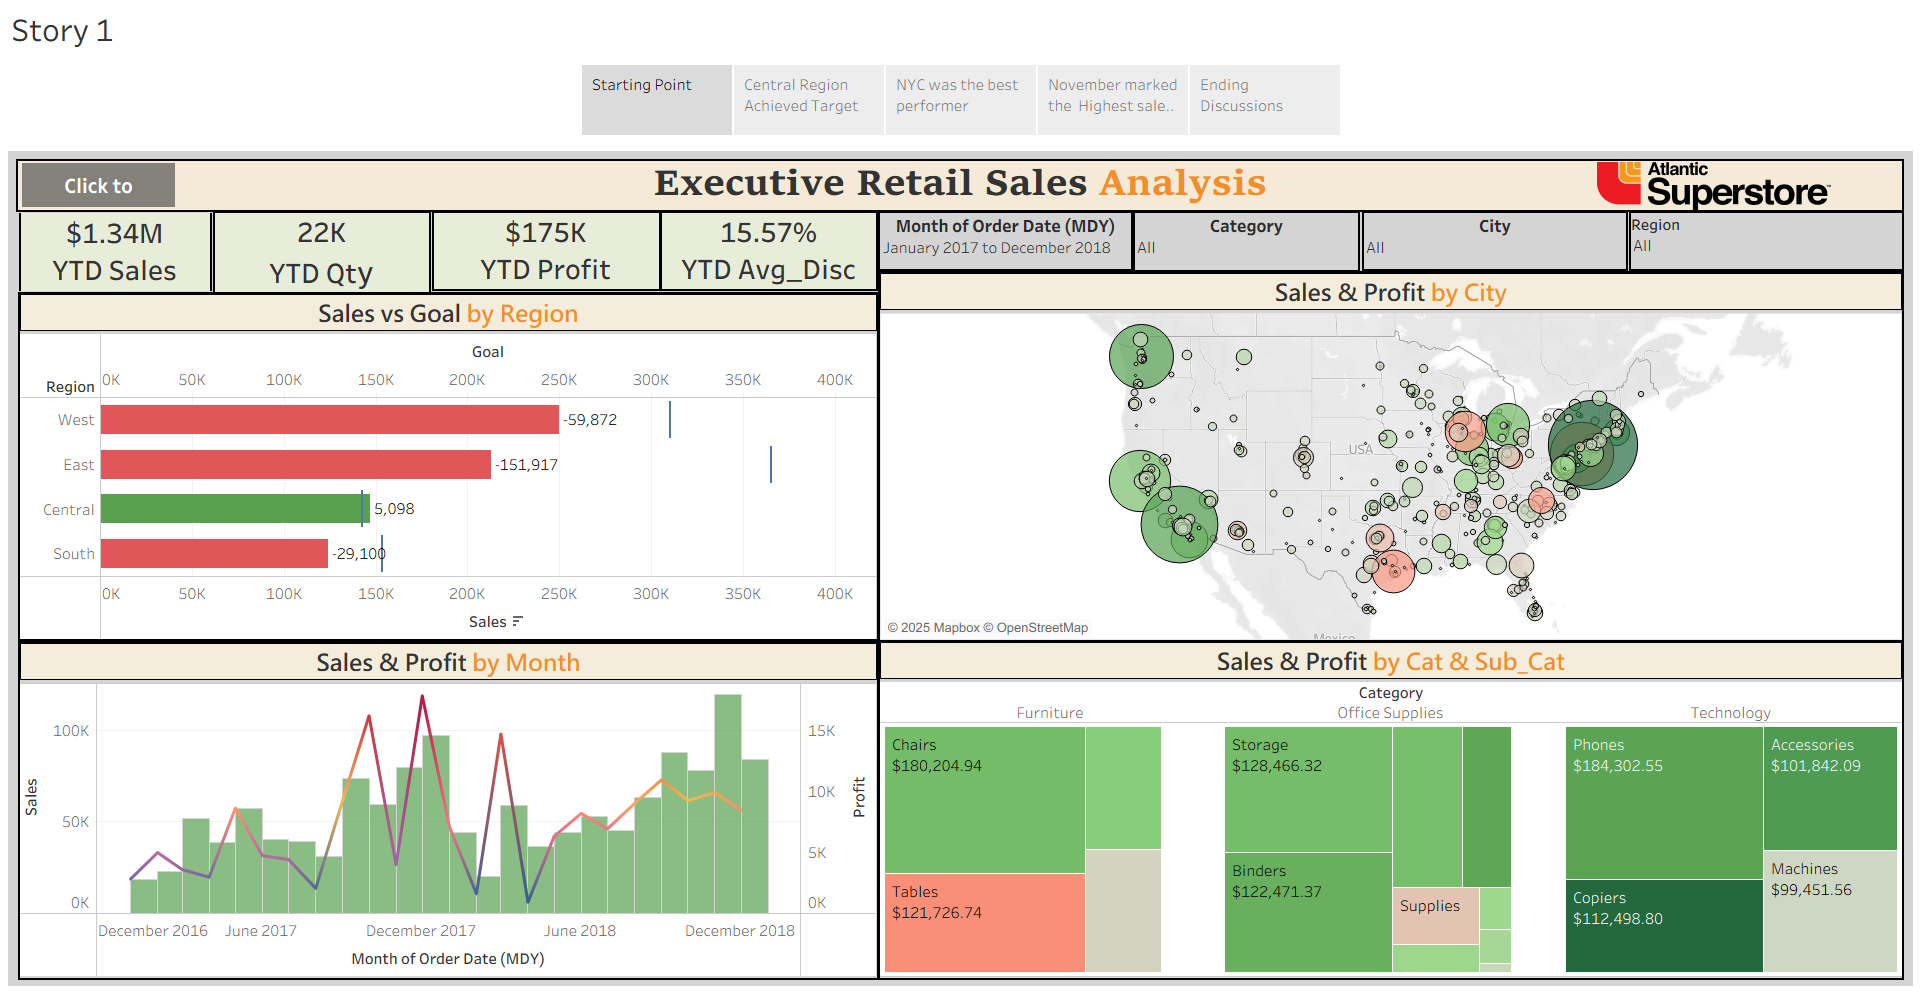 Story 1
Starting Point
Central Region
Achieved Target
NYC was the best
performer
November marked
the Highest sale..
Ending
Discussions
Click to
Executive Retail Sales Analysis
Atlantic
Superstore™
$1.34M
YTD Sales
22K
YTD Qty
$175K
YTD Profit
15.57%
YTD Avg_Disc
Month of Order Date (MDY)
January 2017 to December 2018
Category
All
City
All
Region
All
Sales vs Goal by Region
Goal
Region
0K 50K 100K 150K 200K 250K 300K 350K 400K
West -59,872
East -151,917
Central 5,098
South -29,100
0K 50K 100K 150K 200K 250K 300K 350K 400K
Sales
Sales & Profit by City
USA
Mexico
© 2025 Mapbox © OpenStreetMap
Sales & Profit by Month
Sales
100K
50K
0K
15K
10K
5K
0K
Profit
December 2016 June 2017 December 2017 June 2018 December 2018
Month of Order Date (MDY)
Sales & Profit by Cat & Sub_Cat
Category
Furniture Office Supplies Technology
Chairs
$180,204.94
Tables
$121,726.74
Storage
$128,466.32
Binders
$122,471.37
Supplies
Phones
$184,302.55
Copiers
$112,498.80
Accessories
$101,842.09
Machines
$99,451.56